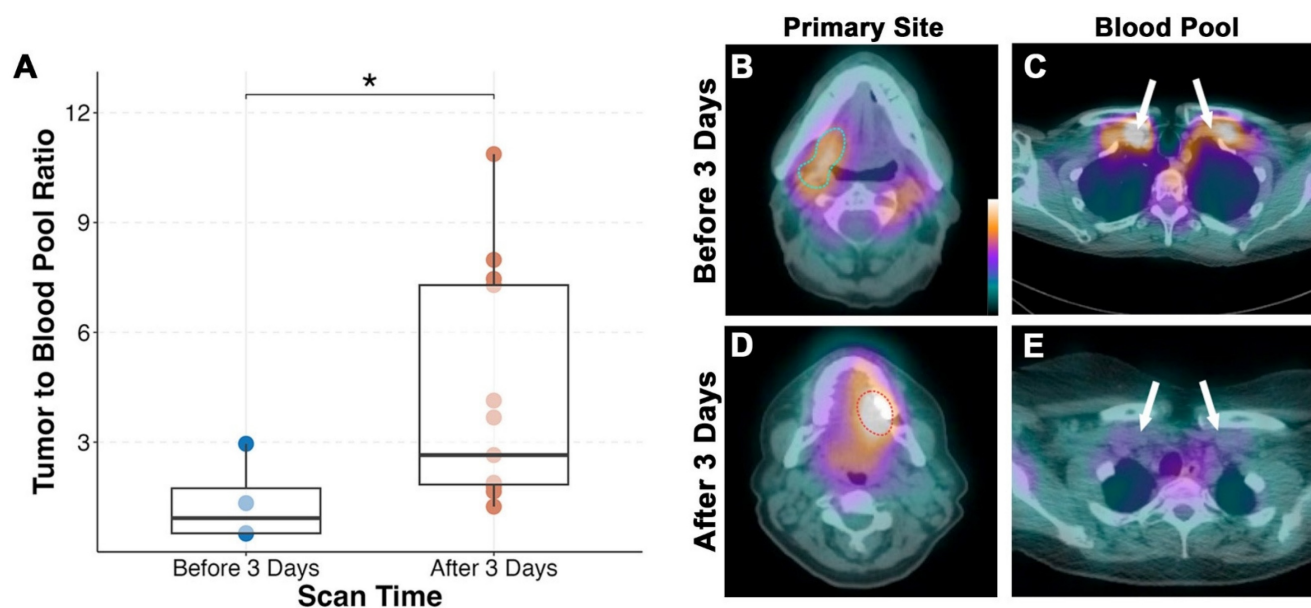 A
Tumor to Blood Pool Ratio
12
9
6
3
*
Before 3 Days
After 3 Days
Scan Time
Primary Site
Blood Pool
Before 3 Days
B
C
After 3 Days
D
E